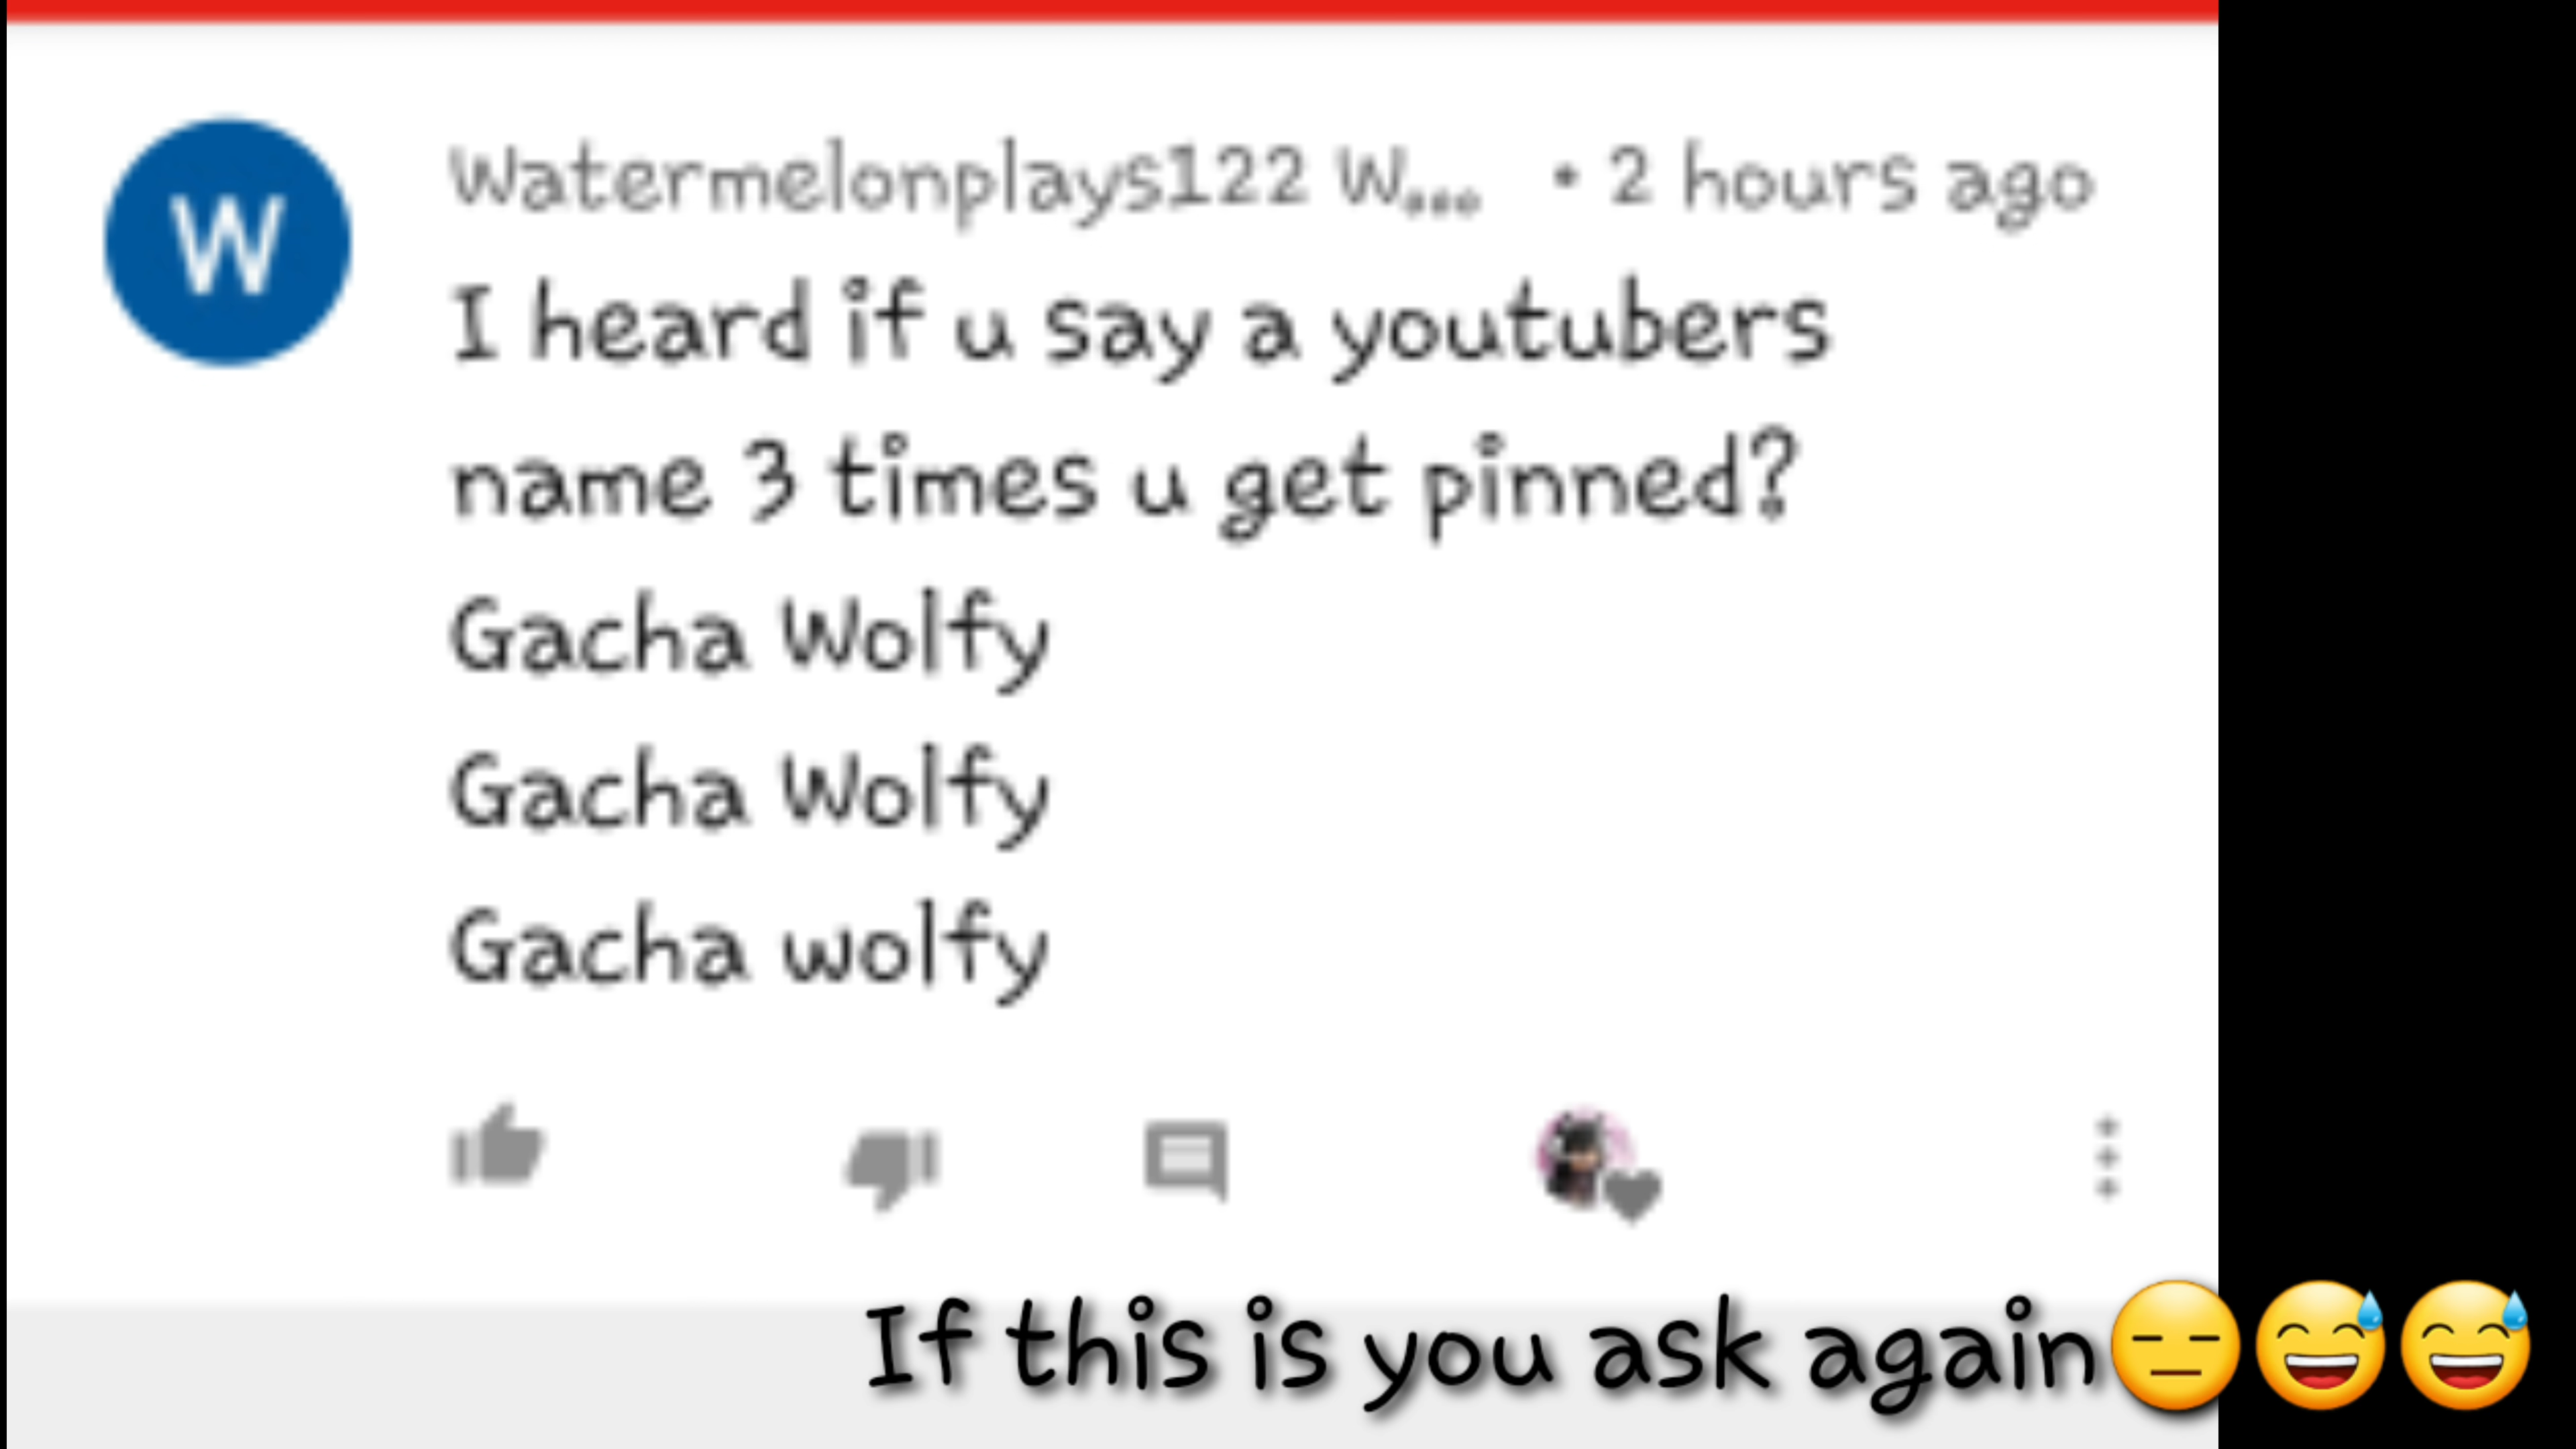 W
Watermelonplays122 W... • 2 hours ago
I heard if u say a youtubers
name 3 times u get pinned?
Gacha Wolfy
Gacha Wolfy
Gacha wolfy
If this is you ask again😑😅😅